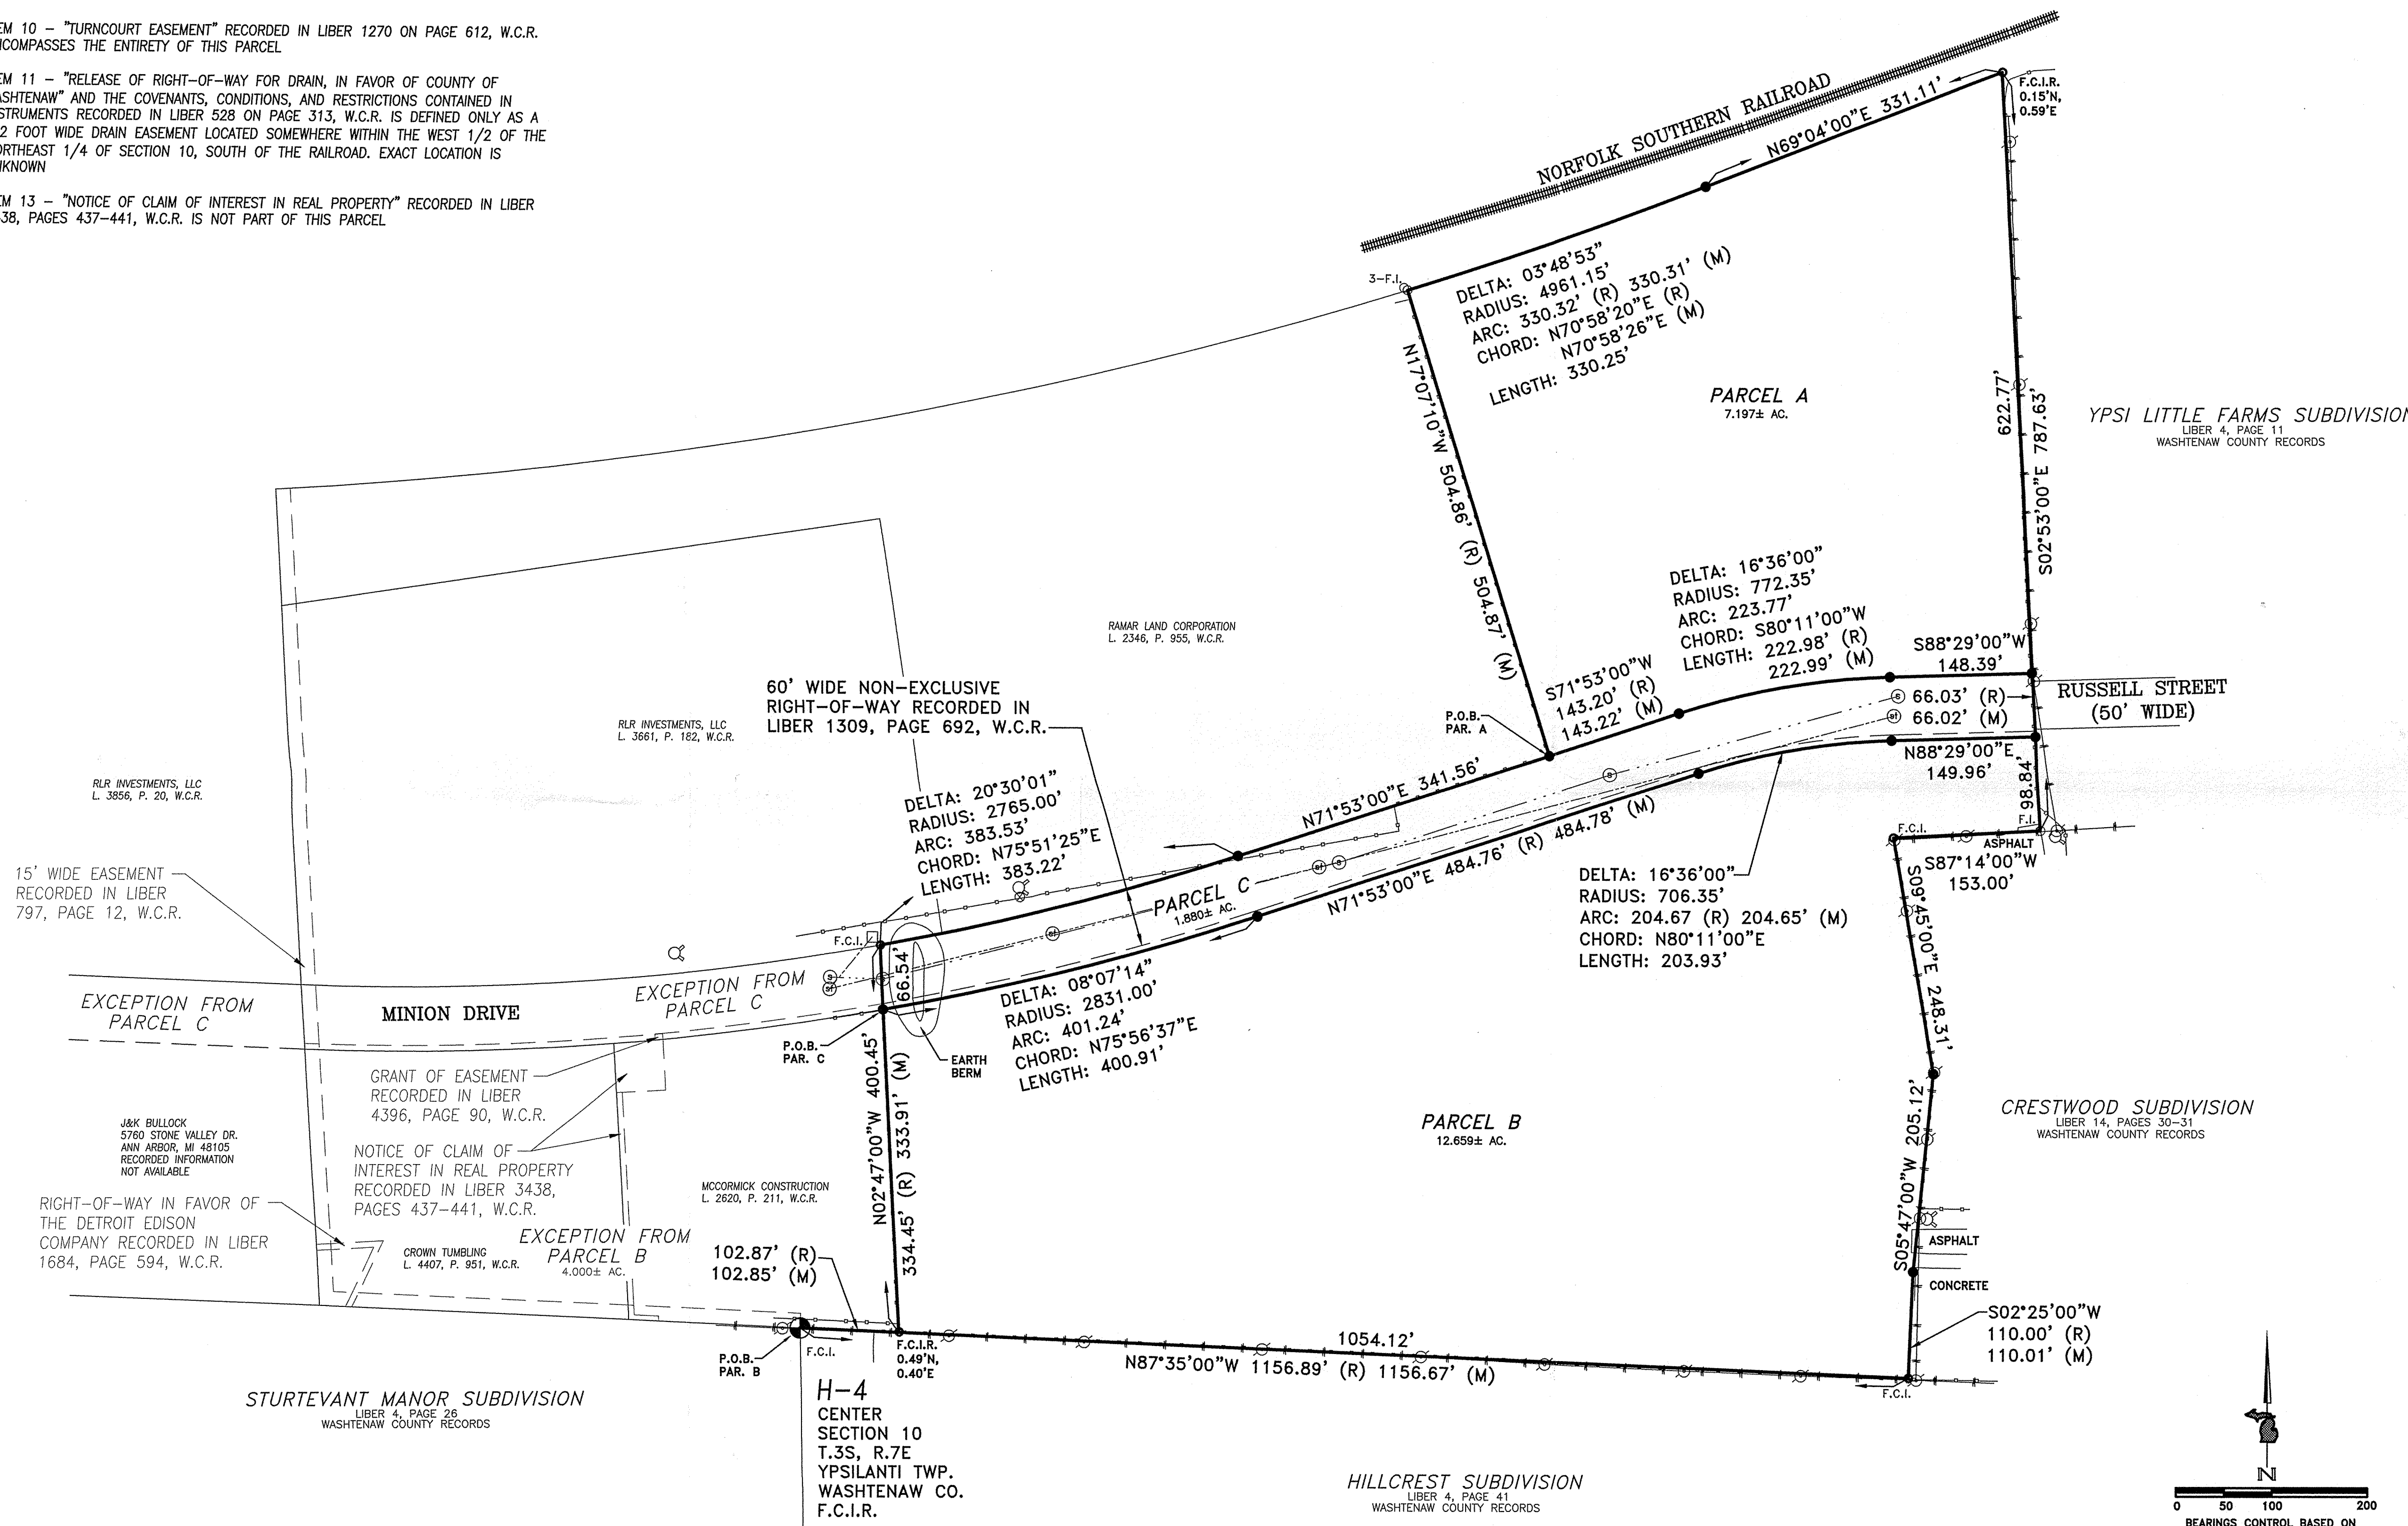 EM 10 – "TURNCOURT EASEMENT" RECORDED IN LIBER 1270 ON PAGE 612, W.C.R.
NCOMPASSES THE ENTIRETY OF THIS PARCEL
EM 11 – "RELEASE OF RIGHT-OF-WAY FOR DRAIN, IN FAVOR OF COUNTY OF
ASHTENAW" AND THE COVENANTS, CONDITIONS, AND RESTRICTIONS CONTAINED IN
STRUMENTS RECORDED IN LIBER 528 ON PAGE 313, W.C.R. IS DEFINED ONLY AS A
2 FOOT WIDE DRAIN EASEMENT LOCATED SOMEWHERE WITHIN THE WEST 1/2 OF THE
ORTHEAST 1/4 OF SECTION 10, SOUTH OF THE RAILROAD. EXACT LOCATION IS
NKNOWN
EM 13 – "NOTICE OF CLAIM OF INTEREST IN REAL PROPERTY" RECORDED IN LIBER
38, PAGES 437-441, W.C.R. IS NOT PART OF THIS PARCEL
NORFOLK SOUTHERN RAILROAD
N69°04'00"E 331.11'
F.C.I.R.
0.15'N,
0.59'E
3-F.I.
DELTA: 03°48'53"
RADIUS: 4961.15'
ARC: 330.32' (R) 330.31' (M)
CHORD: N70°58'20"E (R)
N70°58'26"E (M)
LENGTH: 330.25'
PARCEL A
7.197± AC.
622.77'
S02°53'00"E 787.63'
YPSI LITTLE FARMS SUBDIVISION
LIBER 4, PAGE 11
WASHTENAW COUNTY RECORDS
N17°07'10"W 504.86' (R) 504.87' (M)
RAMAR LAND CORPORATION
L. 2346, P. 955, W.C.R.
DELTA: 16°36'00"
RADIUS: 772.35'
ARC: 223.77'
CHORD: S80°11'00"W
LENGTH: 222.98' (R)
222.99' (M)
S88°29'00"W
148.39'
S71°53'00"W
143.20' (R)
143.22' (M)
P.O.B.
PAR. A
66.03' (R)
66.02' (M)
RUSSELL STREET
(50' WIDE)
N88°29'00"E
149.96'
98.84'
60' WIDE NON-EXCLUSIVE
RIGHT-OF-WAY RECORDED IN
LIBER 1309, PAGE 692, W.C.R.
RLR INVESTMENTS, LLC
L. 3661, P. 182, W.C.R.
RLR INVESTMENTS, LLC
L. 3856, P. 20, W.C.R.
DELTA: 20°30'01"
RADIUS: 2765.00'
ARC: 383.53'
CHORD: N75°51'25"E
LENGTH: 383.22'
N71°53'00"E 341.56'
PARCEL C
1.880± AC.
N71°53'00"E 484.76' (R) 484.78' (M)
F.C.I.
F.I.
ASPHALT
S87°14'00"W
153.00'
DELTA: 16°36'00"
RADIUS: 706.35'
ARC: 204.67 (R) 204.65' (M)
CHORD: N80°11'00"E
LENGTH: 203.93'
S09°45'00"E 248.31'
15' WIDE EASEMENT
RECORDED IN LIBER
797, PAGE 12, W.C.R.
F.C.I.
66.54'
EXCEPTION FROM
PARCEL C
MINION DRIVE
EXCEPTION FROM
PARCEL C
DELTA: 08°07'14"
RADIUS: 2831.00'
ARC: 401.24'
CHORD: N75°56'37"E
LENGTH: 400.91'
P.O.B.
PAR. C
EARTH
BERM
GRANT OF EASEMENT
RECORDED IN LIBER
4396, PAGE 90, W.C.R.
J&K BULLOCK
5760 STONE VALLEY DR.
ANN ARBOR, MI 48105
RECORDED INFORMATION
NOT AVAILABLE
NOTICE OF CLAIM OF
INTEREST IN REAL PROPERTY
RECORDED IN LIBER 3438,
PAGES 437-441, W.C.R.
MCCORMICK CONSTRUCTION
L. 2620, P. 211, W.C.R.
N02°47'00"W 400.45'
334.45' (R) 333.91' (M)
PARCEL B
12.659± AC.
S05°47'00"W 205.12'
CRESTWOOD SUBDIVISION
LIBER 14, PAGES 30-31
WASHTENAW COUNTY RECORDS
RIGHT-OF-WAY IN FAVOR OF
THE DETROIT EDISON
COMPANY RECORDED IN LIBER
1684, PAGE 594, W.C.R.
CROWN TUMBLING
L. 4407, P. 951, W.C.R.
EXCEPTION FROM
PARCEL B
4.000± AC.
102.87' (R)
102.85' (M)
ASPHALT
CONCRETE
S02°25'00"W
110.00' (R)
110.01' (M)
P.O.B.
PAR. B
F.C.I.
F.C.I.R.
0.49'N,
0.40'E
1054.12'
N87°35'00"W 1156.89' (R) 1156.67' (M)
F.C.I.
STURTEVANT MANOR SUBDIVISION
LIBER 4, PAGE 26
WASHTENAW COUNTY RECORDS
H-4
CENTER
SECTION 10
T.3S, R.7E
YPSILANTI TWP.
WASHTENAW CO.
F.C.I.R.
HILLCREST SUBDIVISION
LIBER 4, PAGE 41
WASHTENAW COUNTY RECORDS
N
0 50 100 200
BEARINGS CONTROL BASED ON